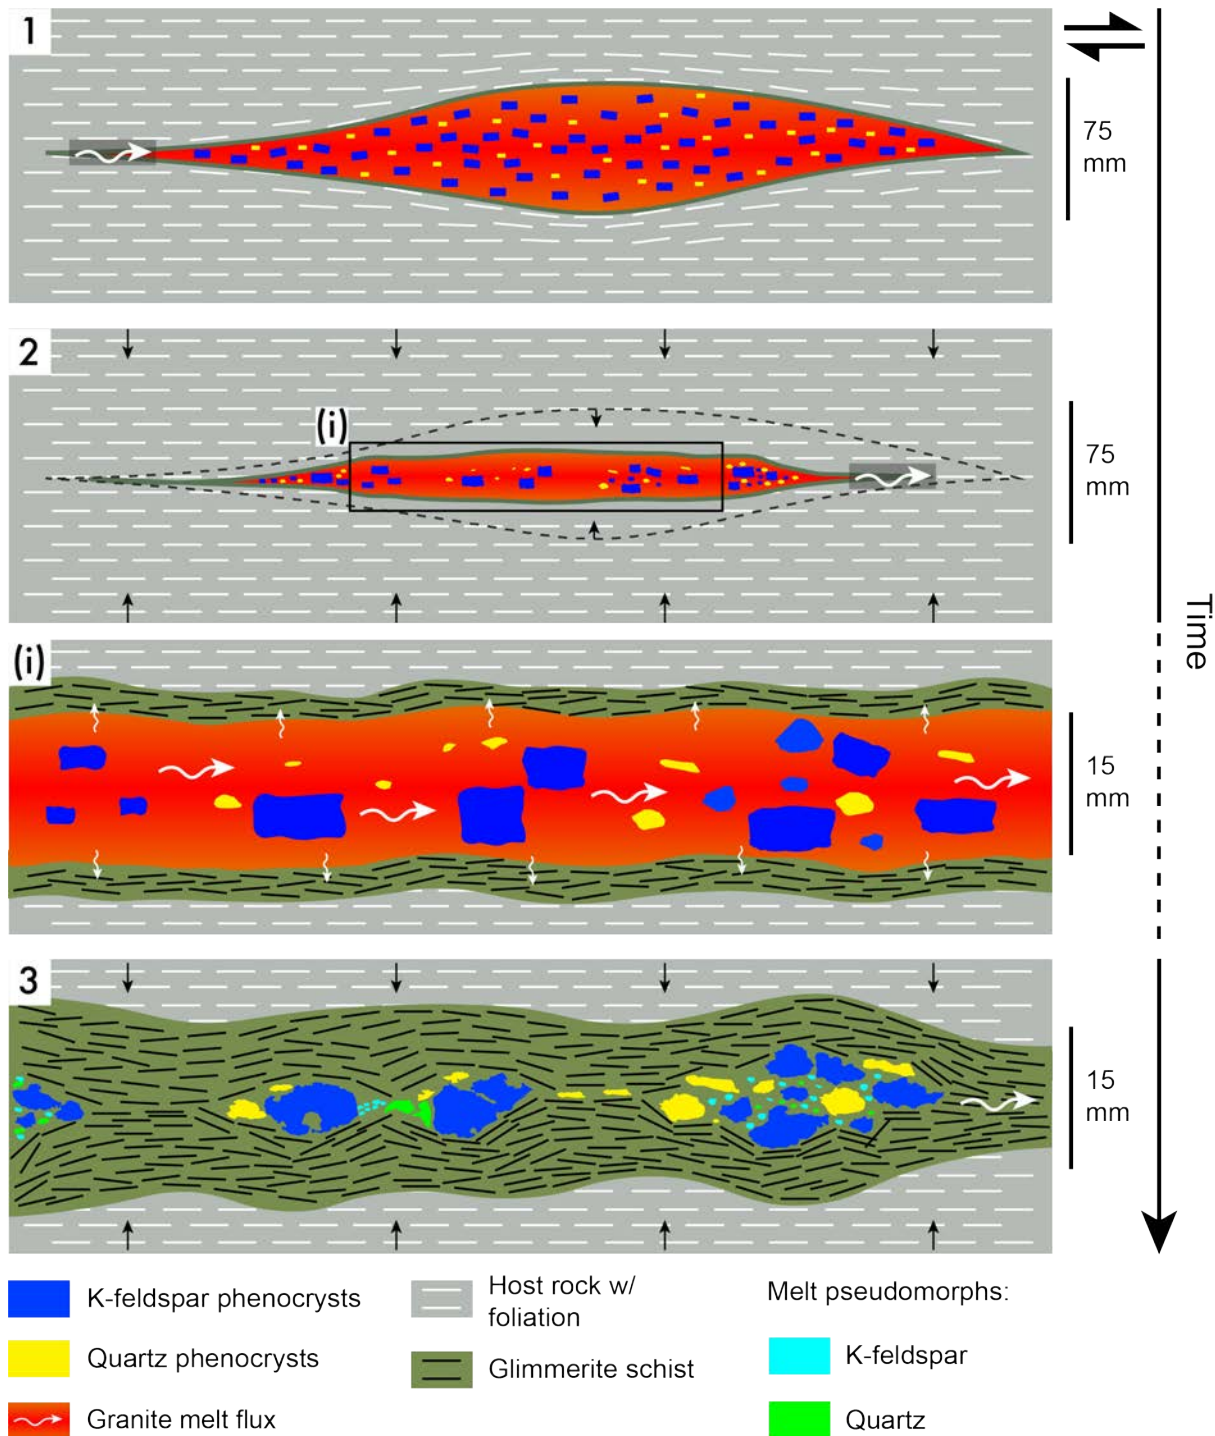 1
75
mm
2
(i)
75
mm
Time
(i)
15
mm
3
15
mm
K-feldspar phenocrysts
Quartz phenocrysts
Granite melt flux
Host rock w/
foliation
Glimmerite schist
Melt pseudomorphs:
K-feldspar
Quartz